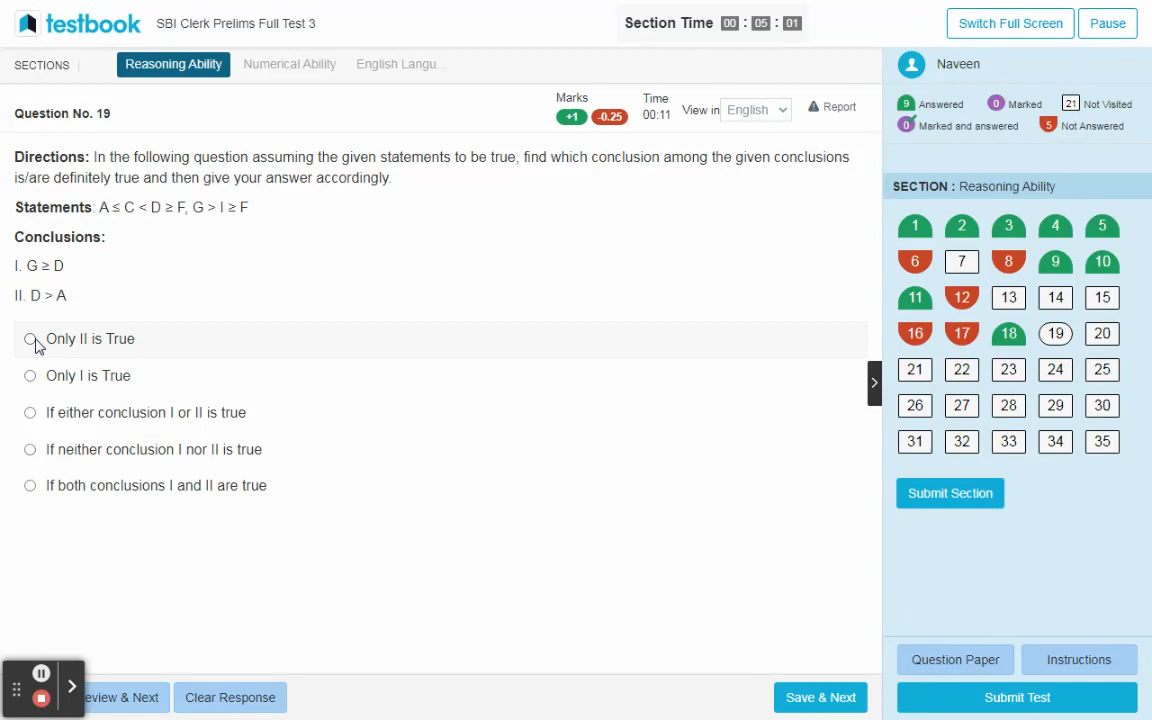 testbook
SBI Clerk Prelims Full Test 3
Section Time 00 : 05 : 01
Switch Full Screen
Pause
SECTIONS
Reasoning Ability
Numerical Ability
English Langu...
Naveen
Question No. 19
Marks
+1 -0.25
Time
00:11
View in English
Report
9 Answered
0 Marked
21 Not Visited
0 Marked and answered
5 Not Answered
Directions: In the following question assuming the given statements to be true, find which conclusion among the given conclusions
is/are definitely true and then give your answer accordingly.
Statements: A ≤ C < D ≥ F, G > I ≥ F
Conclusions:
I. G ≥ D
II. D > A
Only II is True
Only I is True
If either conclusion I or II is true
If neither conclusion I nor II is true
If both conclusions I and II are true
SECTION : Reasoning Ability
1 2 3 4 5
6 7 8 9 10
11 12 13 14 15
16 17 18 19 20
21 22 23 24 25
26 27 28 29 30
31 32 33 34 35
Submit Section
Question Paper
Instructions
eview & Next
Clear Response
Save & Next
Submit Test